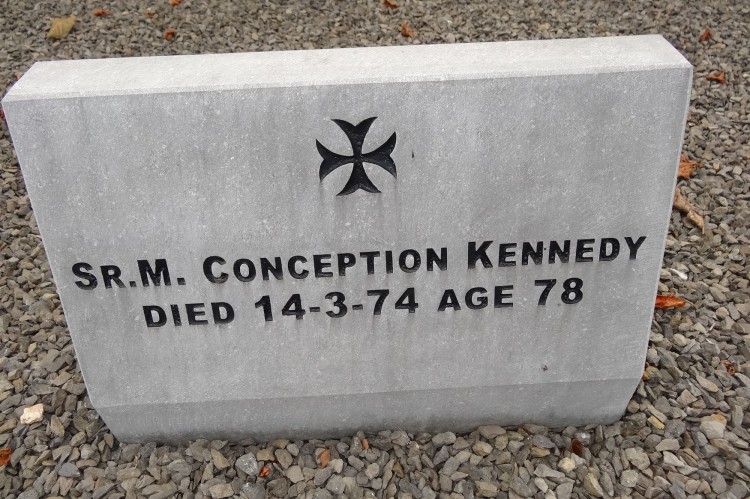 SR.M. CONCEPTION KENNEDY
DIED 14-3-74 AGE 78